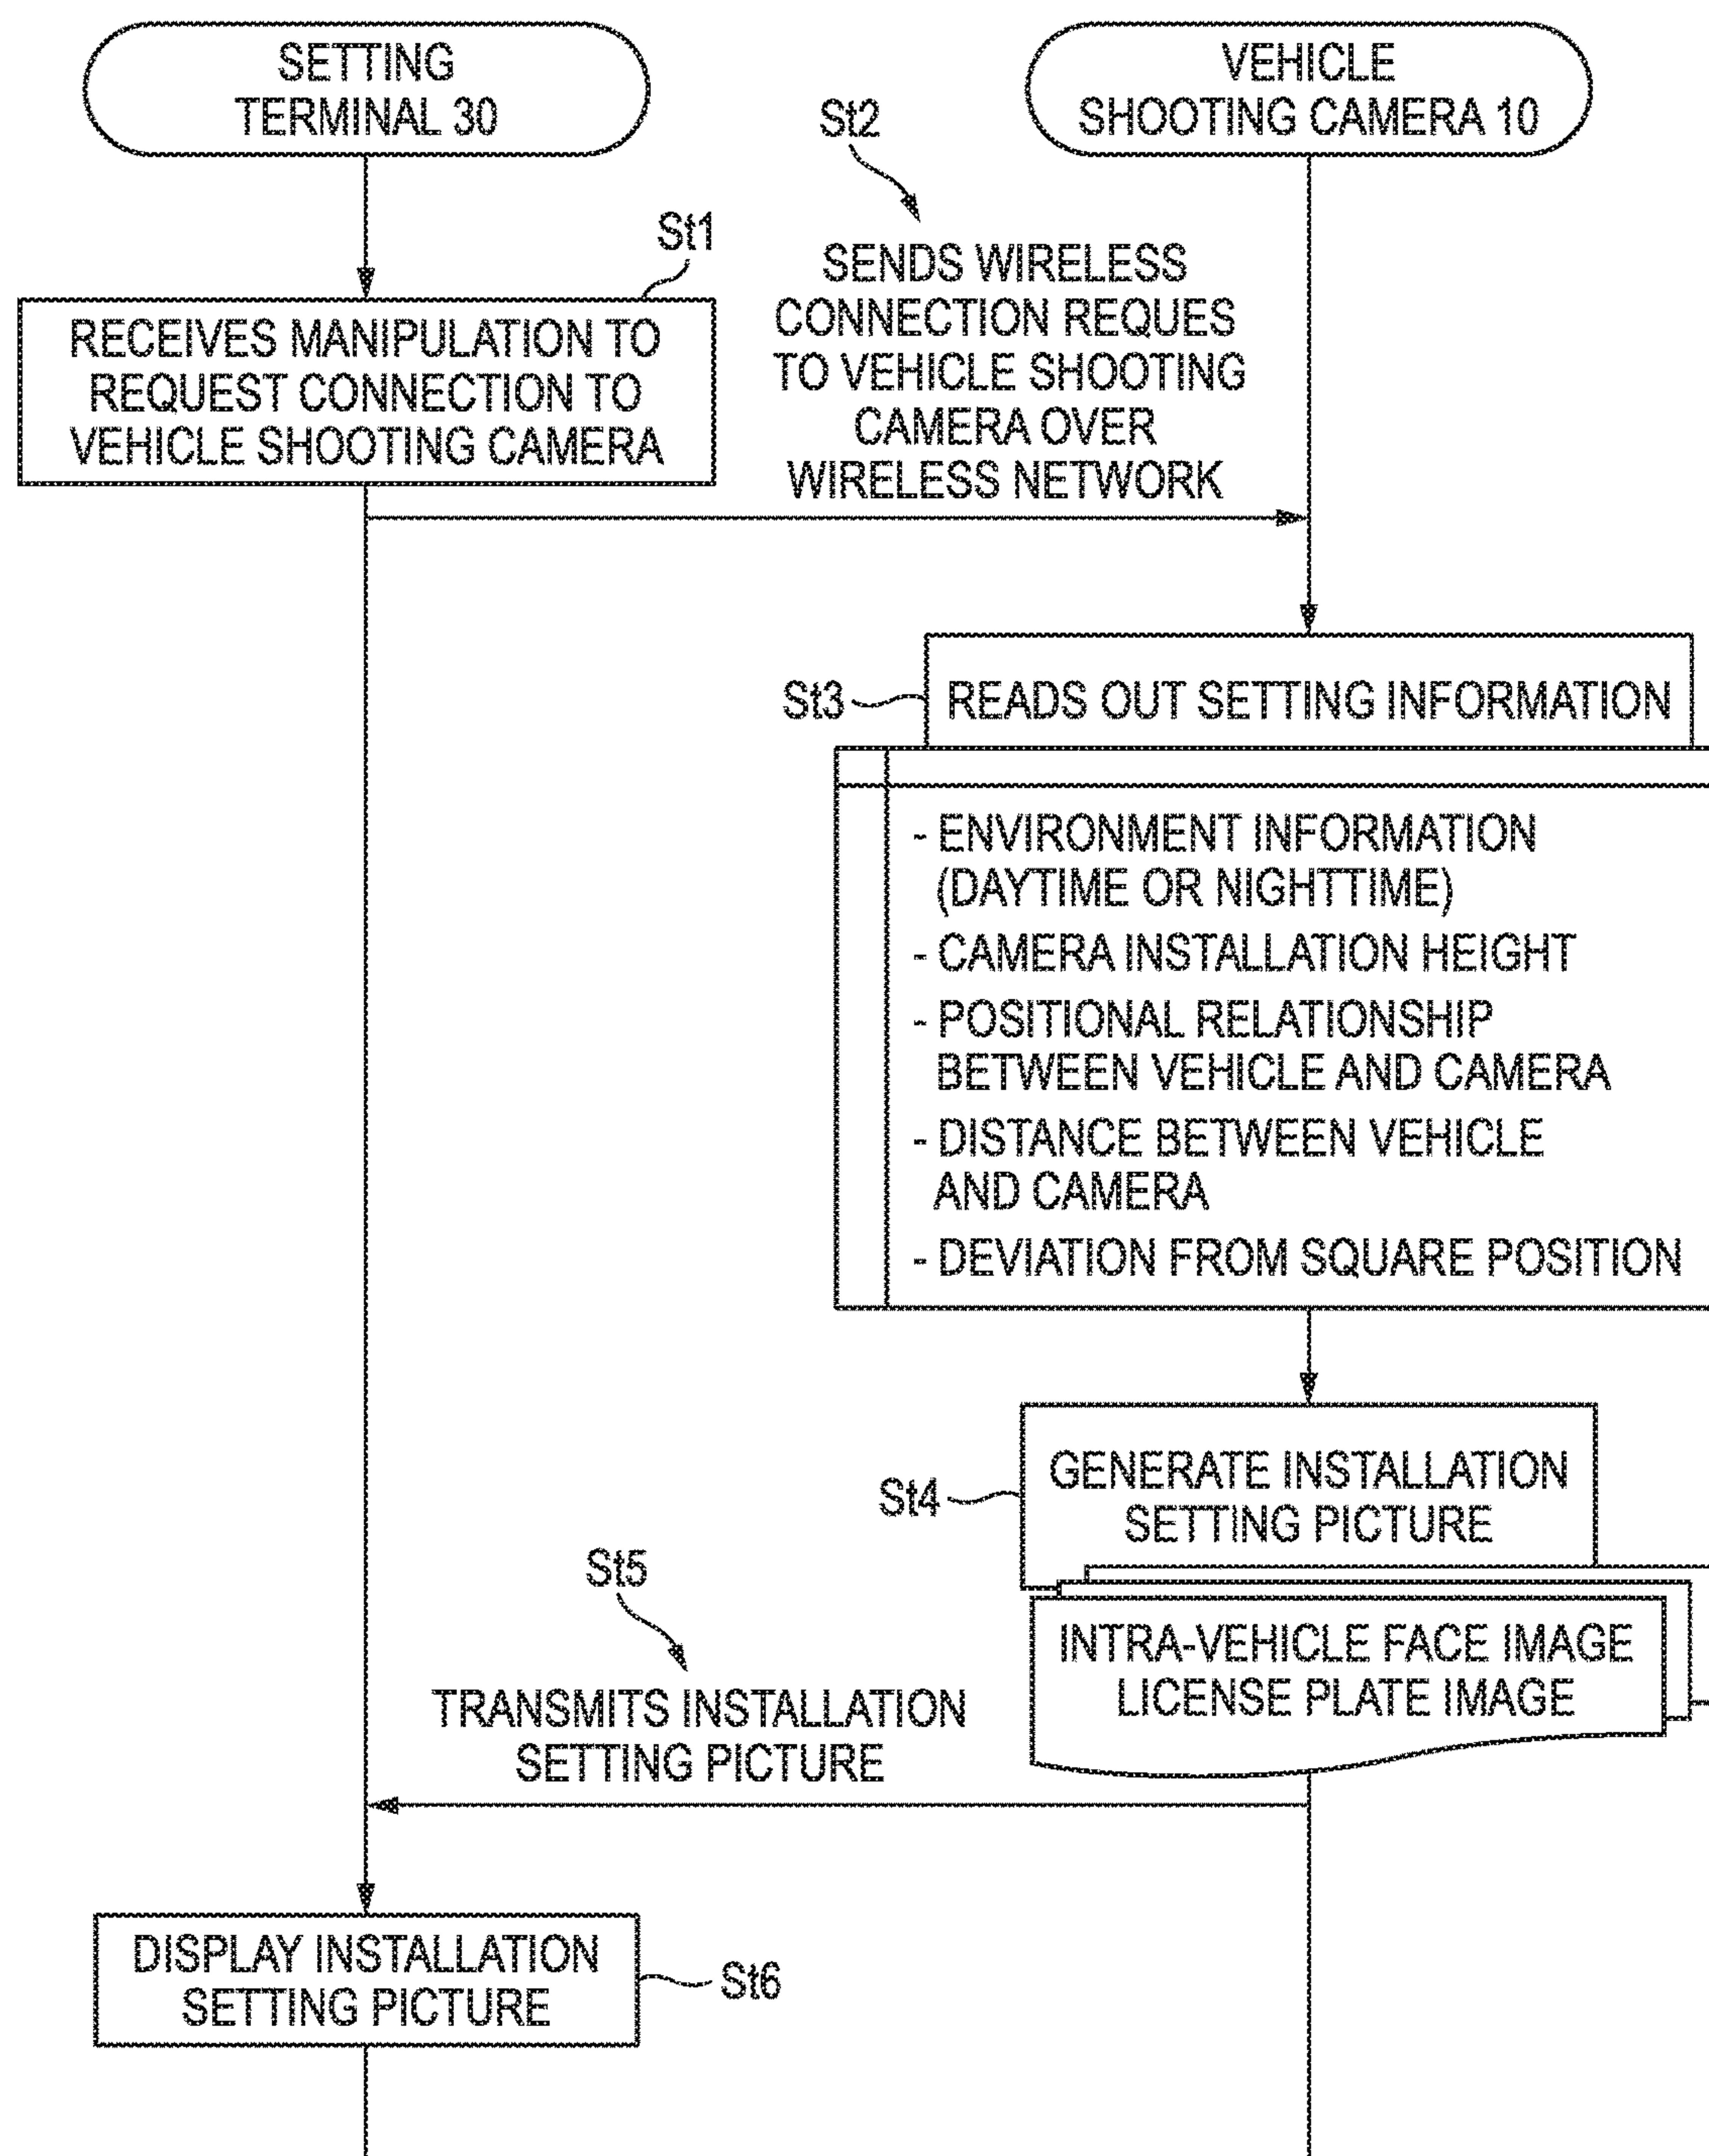 SETTING
TERMINAL 30
VEHICLE
SHOOTING CAMERA 10
St1
RECEIVES MANIPULATION TO
REQUEST CONNECTION TO
VEHICLE SHOOTING CAMERA
St2
SENDS WIRELESS
CONNECTION REQUES
TO VEHICLE SHOOTING
CAMERA OVER
WIRELESS NETWORK
St3
READS OUT SETTING INFORMATION
- ENVIRONMENT INFORMATION
(DAYTIME OR NIGHTTIME)
- CAMERA INSTALLATION HEIGHT
- POSITIONAL RELATIONSHIP
BETWEEN VEHICLE AND CAMERA
- DISTANCE BETWEEN VEHICLE
AND CAMERA
- DEVIATION FROM SQUARE POSITION
St4
GENERATE INSTALLATION
SETTING PICTURE
INTRA-VEHICLE FACE IMAGE
LICENSE PLATE IMAGE
St5
TRANSMITS INSTALLATION
SETTING PICTURE
DISPLAY INSTALLATION
SETTING PICTURE
St6